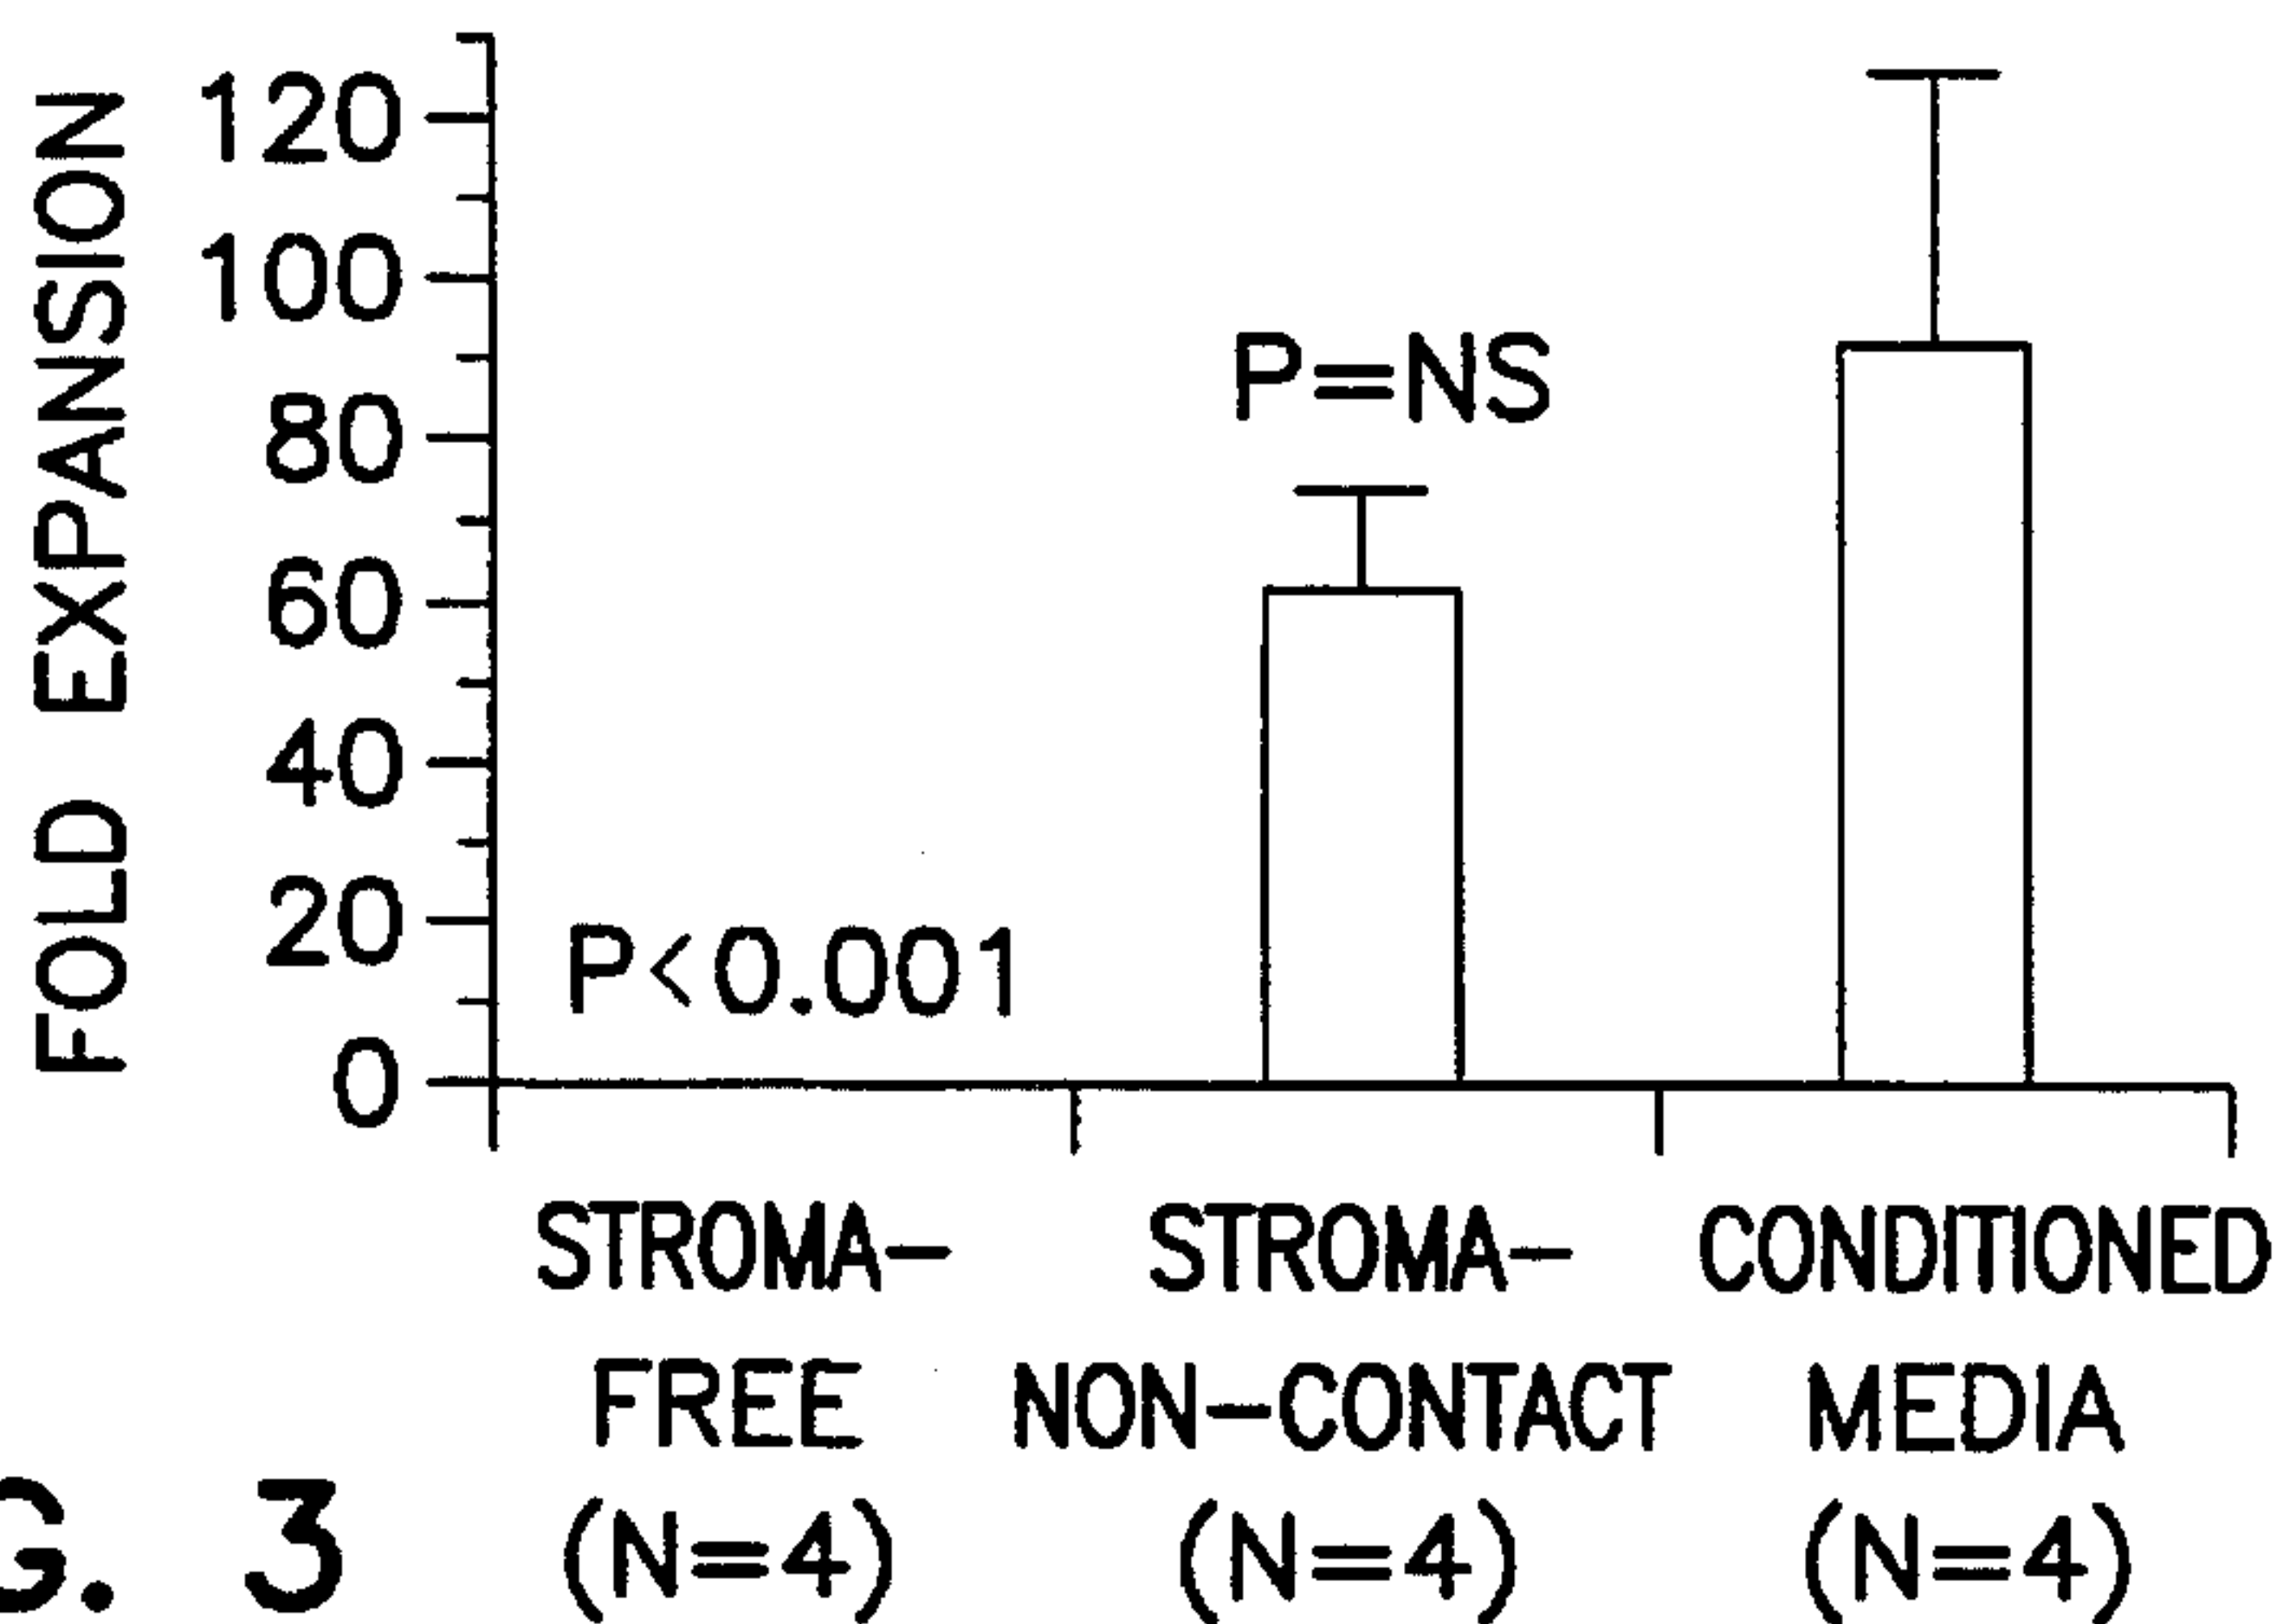 FOLD EXPANSION
120
100
80
60
40
20
0
P<0.001
P=NS
STROMA-
FREE
(N=4)
STROMA-
NON-CONTACT
(N=4)
CONDITIONED
MEDIA
(N=4)
G. 3